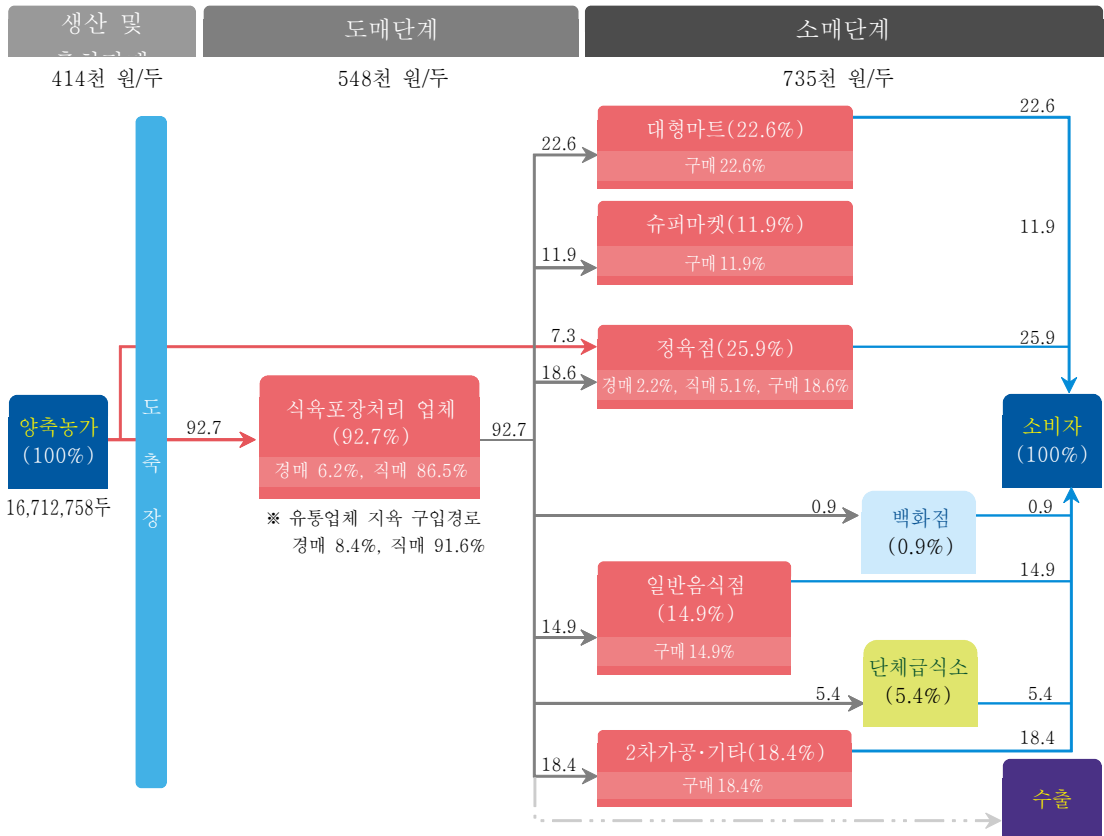 생산 및
도매단계
소매단계
414천 원/두
548천 원/두
735천 원/두
대형마트(22.6%)
구매 22.6%
22.6
22.6
슈퍼마켓(11.9%)
구매 11.9%
11.9
11.9
7.3
정육점(25.9%)
경매 2.2%, 직매 5.1%, 구매 18.6%
18.6
25.9
양축농가
(100%)
16,712,758두
도
축
장
92.7
식육포장처리 업체
(92.7%)
경매 6.2%, 직매 86.5%
92.7
※ 유통업체 지육 구입경로
경매 8.4%, 직매 91.6%
소비자
(100%)
0.9
백화점
(0.9%)
0.9
일반음식점
(14.9%)
구매 14.9%
14.9
14.9
5.4
단체급식소
(5.4%)
5.4
2차가공·기타(18.4%)
구매 18.4%
18.4
18.4
수출